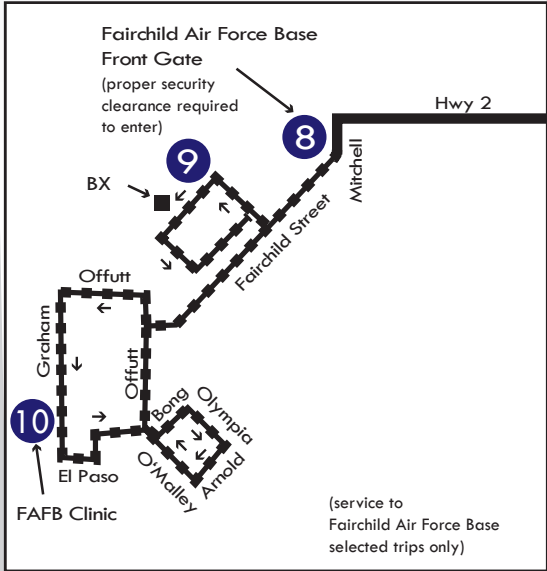 Fairchild Air Force Base
Front Gate
(proper security
clearance required
to enter)
Hwy 2
8
Mitchell
9
BX
Fairchild Street
Offutt
Graham
Offutt
Bong
Olympia
10
O'Malley
Arnold
El Paso
FAFB Clinic
(service to
Fairchild Air Force Base
selected trips only)